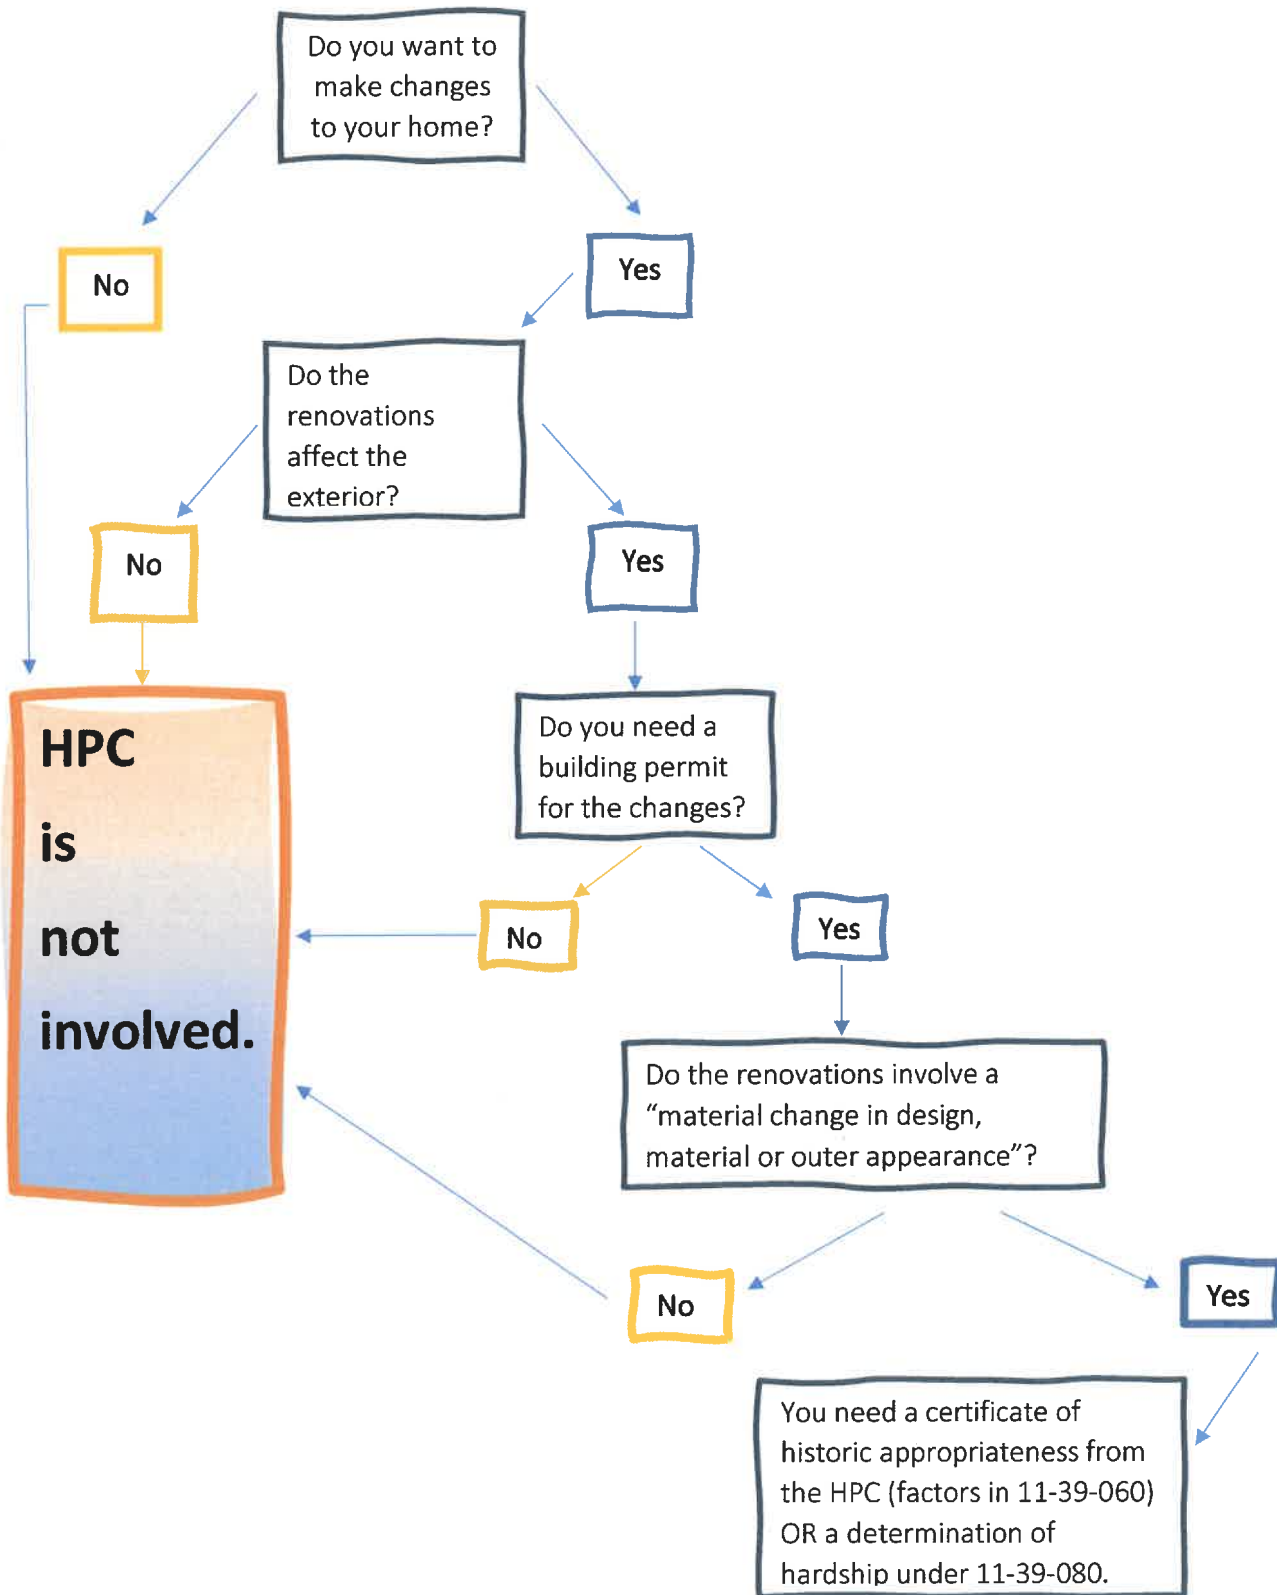 Do you want to
make changes
to your home?
No
Yes
Do the
renovations
affect the
exterior?
No
Yes
HPC
is
not
involved.
Do you need a
building permit
for the changes?
No
Yes
Do the renovations involve a
“material change in design,
material or outer appearance”?
No
Yes
You need a certificate of
historic appropriateness from
the HPC (factors in 11-39-060)
OR a determination of
hardship under 11-39-080.